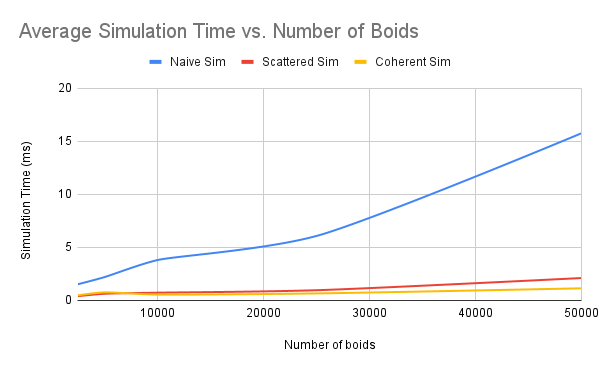 Average Simulation Time vs. Number of Boids
Naive Sim Scattered Sim Coherent Sim
20
15
10
5
0
Simulation Time (ms)
10000 20000 30000 40000 50000
Number of boids